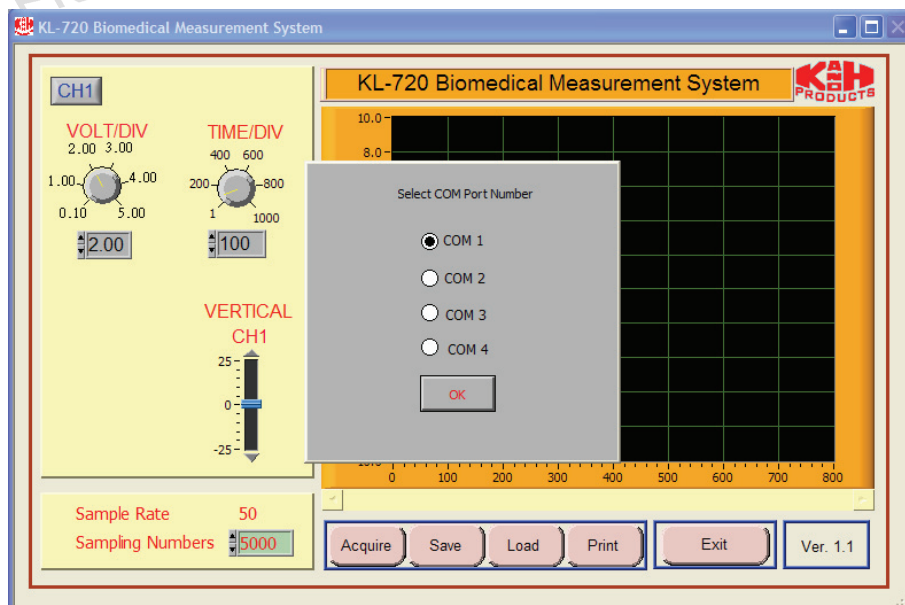 KL-720 Biomedical Measurement System
CH1
KL-720 Biomedical Measurement System
K AND H
PRODUCTS
VOLT/DIV
2.00 3.00
1.00 4.00
0.10 5.00
2.00
TIME/DIV
400 600
200 800
1 1000
100
VERTICAL
CH1
25
0
-25
10.0
8.0
Select COM Port Number
COM 1
COM 2
COM 3
COM 4
OK
0 100 200 300 400 500 600 700 800
Sample Rate 50
Sampling Numbers 5000
Acquire Save Load Print Exit Ver. 1.1